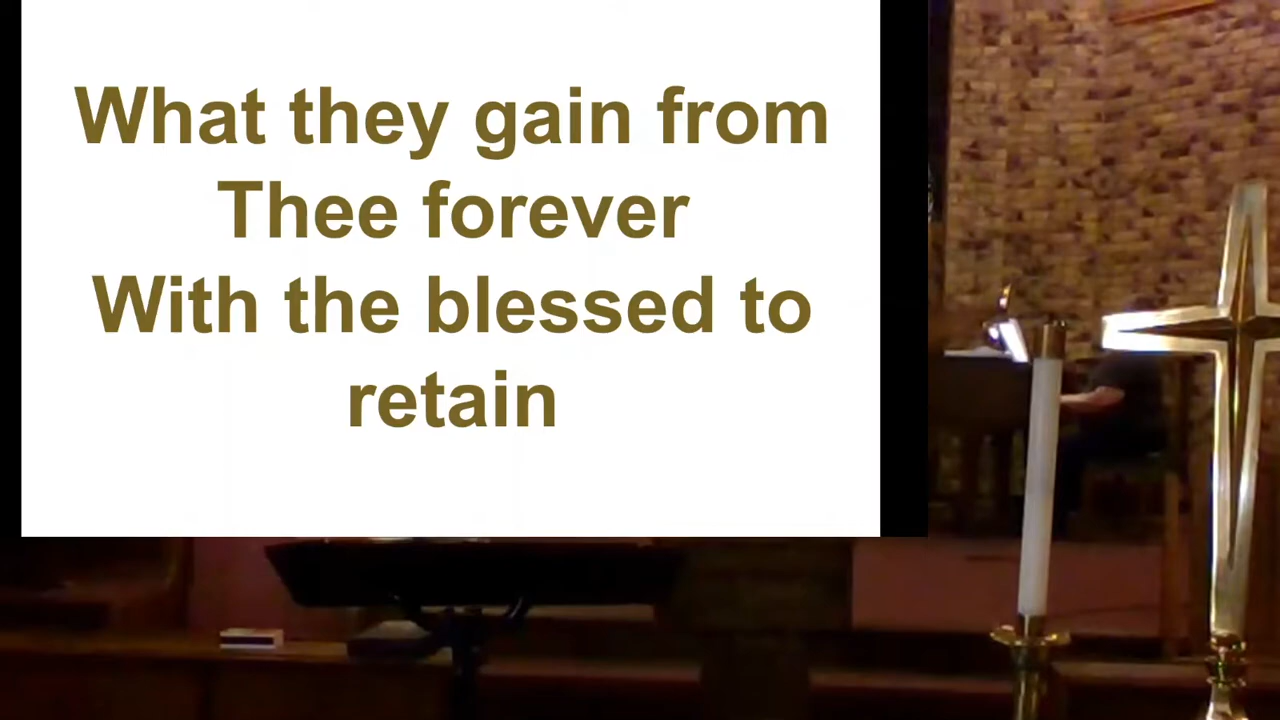 What they gain from
Thee forever
With the blessed to
retain